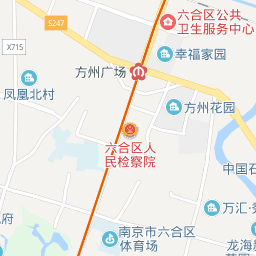 六合区公共
卫生服务中心
S247
X715
幸福家园
方州广场
凤凰北村
方州花园
六合区人
民检察院
中国石
万汇·旁
府
南京市六合区
体育场
龙海